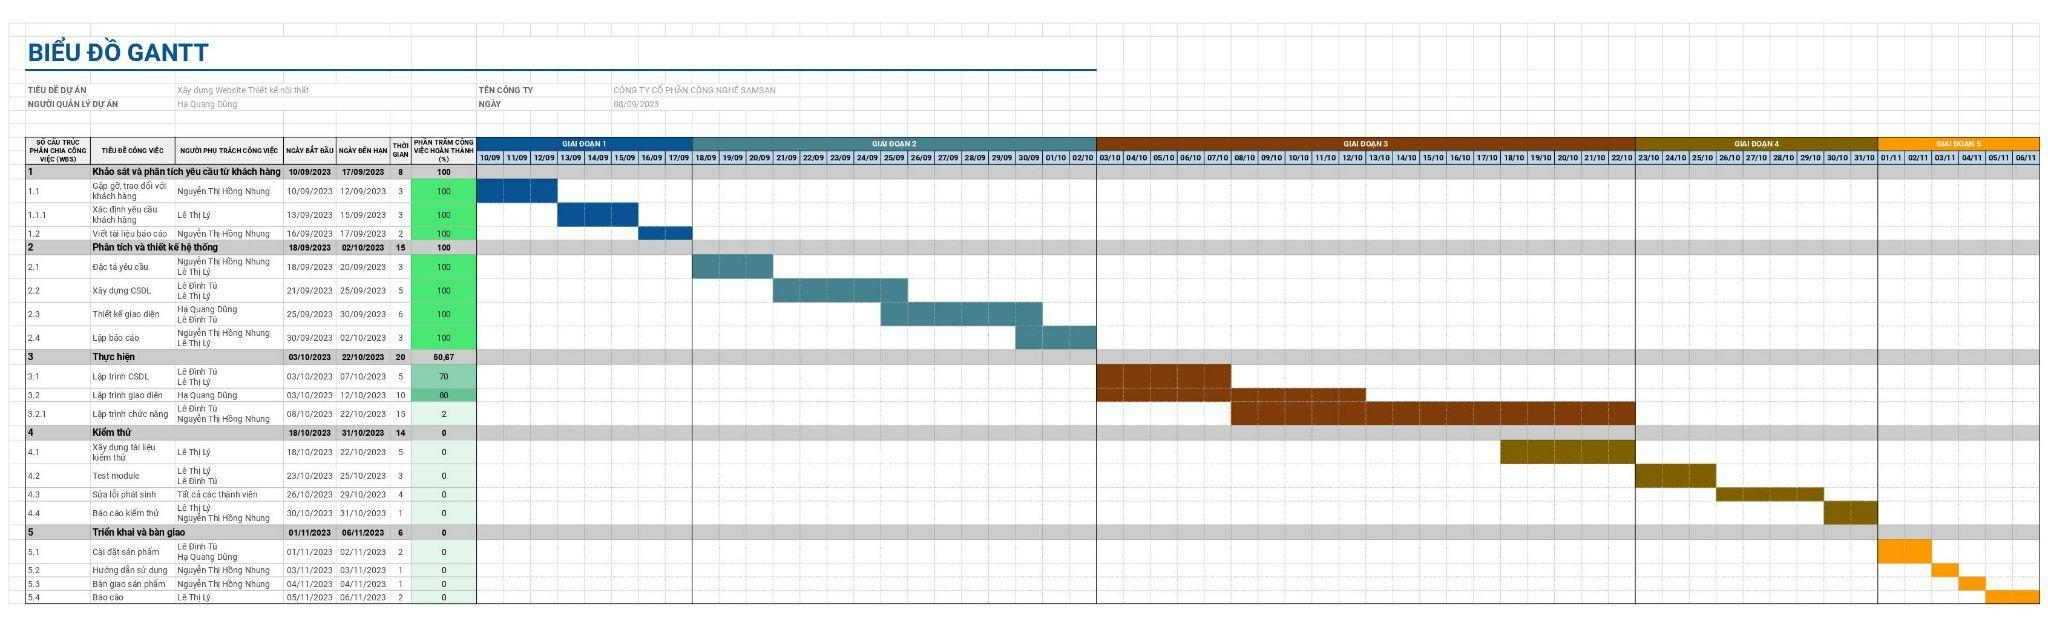 BIỂU ĐỒ GANTT
TIÊU ĐỀ DỰ ÁN Xây dựng Website Thiết kế nội thất TÊN CÔNG TY CÔNG TY CỔ PHẦN CÔNG NGHỆ SAMSAN
NGƯỜI QUẢN LÝ DỰ ÁN Hạ Quang Dũng NGÀY 08/09/2023
SỐ CẤU TRÚC PHÂN CHIA CÔNG VIỆC (WBS) TIÊU ĐỀ CÔNG VIỆC NGƯỜI PHỤ TRÁCH CÔNG VIỆC NGÀY BẮT ĐẦU NGÀY ĐẾN HẠN THỜI GIAN PHẦN TRĂM CÔNG VIỆC HOÀN THÀNH (%)
GIAI ĐOẠN 1 GIAI ĐOẠN 2 GIAI ĐOẠN 3 GIAI ĐOẠN 4 GIAI ĐOẠN 5
10/09 11/09 12/09 13/09 14/09 15/09 16/09 17/09 18/09 19/09 20/09 21/09 22/09 23/09 24/09 25/09 26/09 27/09 28/09 29/09 30/09 01/10 02/10 03/10 04/10 05/10 06/10 07/10 08/10 09/10 10/10 11/10 12/10 13/10 14/10 15/10 16/10 17/10 18/10 19/10 20/10 21/10 22/10 23/10 24/10 25/10 26/10 27/10 28/10 29/10 30/10 31/10 01/11 02/11 03/11 04/11 05/11 06/11
1 Khảo sát và phân tích yêu cầu từ khách hàng 10/09/2023 17/09/2023 8 100
1.1 Gặp gỡ, trao đổi với khách hàng Nguyễn Thị Hồng Nhung 10/09/2023 12/09/2023 3 100
1.1.1 Xác định yêu cầu khách hàng Lê Thị Lý 13/09/2023 15/09/2023 3 100
1.2 Viết tài liệu báo cáo Nguyễn Thị Hồng Nhung 16/09/2023 17/09/2023 2 100
2 Phân tích và thiết kế hệ thống 18/09/2023 02/10/2023 15 100
2.1 Đặc tả yêu cầu Nguyễn Thị Hồng Nhung Lê Thị Lý 18/09/2023 20/09/2023 3 100
2.2 Xây dựng CSDL Lê Đình Tú Lê Thị Lý 21/09/2023 25/09/2023 5 100
2.3 Thiết kế giao diện Hạ Quang Dũng Lê Đình Tú 25/09/2023 30/09/2023 6 100
2.4 Lập báo cáo Nguyễn Thị Hồng Nhung Lê Thị Lý 30/09/2023 02/10/2023 3 100
3 Thực hiện 03/10/2023 22/10/2023 20 50,67
3.1 Lập trình CSDL Lê Đình Tú Lê Thị Lý 03/10/2023 07/10/2023 5 70
3.2 Lập trình giao diện Hạ Quang Dũng 03/10/2023 12/10/2023 10 80
3.2.1 Lập trình chức năng Lê Đình Tú Nguyễn Thị Hồng Nhung 08/10/2023 22/10/2023 15 2
4 Kiểm thử 18/10/2023 31/10/2023 14 0
4.1 Xây dựng tài liệu kiểm thử Lê Thị Lý 18/10/2023 22/10/2023 5 0
4.2 Test module Lê Thị Lý Lê Đình Tú 23/10/2023 25/10/2023 3 0
4.3 Sửa lỗi phát sinh Tất cả các thành viên 26/10/2023 29/10/2023 4 0
4.4 Báo cáo kiểm thử Lê Thị Lý Nguyễn Thị Hồng Nhung 30/10/2023 31/10/2023 1 0
5 Triển khai và bàn giao 01/11/2023 06/11/2023 6 0
5.1 Cài đặt sản phẩm Lê Đình Tú Hạ Quang Dũng 01/11/2023 02/11/2023 2 0
5.2 Hướng dẫn sử dụng Nguyễn Thị Hồng Nhung 03/11/2023 03/11/2023 1 0
5.3 Bàn giao sản phẩm Nguyễn Thị Hồng Nhung 04/11/2023 04/11/2023 1 0
5.4 Báo cáo Lê Thị Lý 05/11/2023 06/11/2023 2 0